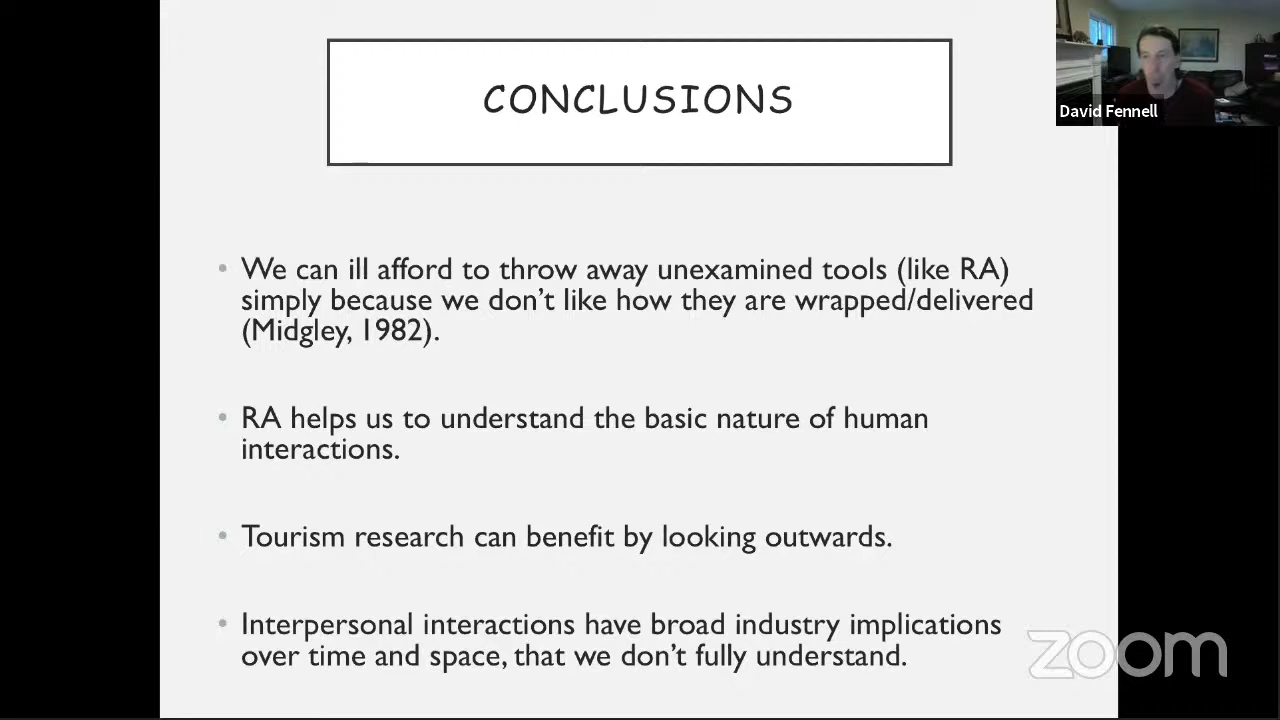 CONCLUSIONS
David Fennell
• We can ill afford to throw away unexamined tools (like RA)
simply because we don't like how they are wrapped/delivered
(Midgley, 1982).
• RA helps us to understand the basic nature of human
interactions.
• Tourism research can benefit by looking outwards.
• Interpersonal interactions have broad industry implications
over time and space, that we don't fully understand.
zoom